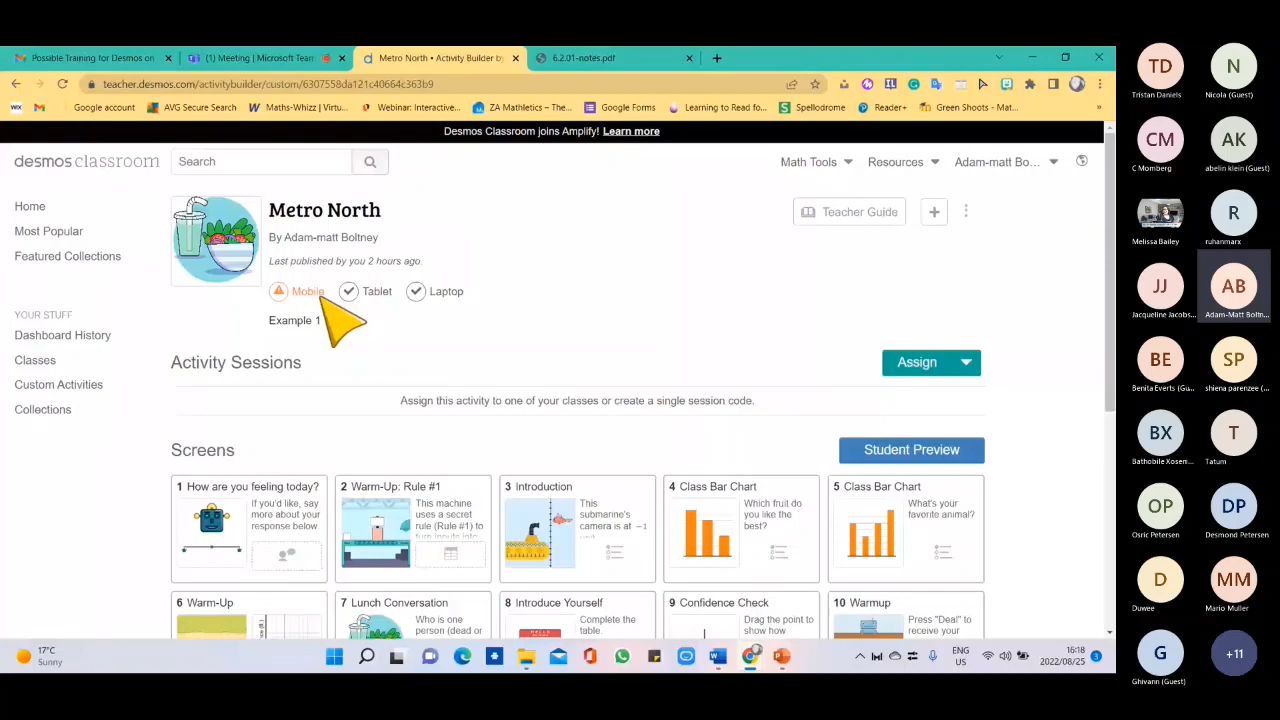 Possible Training for Desmos on
(1) Meeting | Microsoft Team
Metro North • Activity Builder by
6.2.01-notes.pdf
teacher.desmos.com/activitybuilder/custom/6307558da121c40664c363b9
WIX
Google account
AVG Secure Search
Maths-Whizz | Virtu...
Webinar: Interactive...
ZA Mathletics – The...
Google Forms
Learning to Read fo...
Spellodrome
Reader+
Green Shoots – Mat...
Desmos Classroom joins Amplify! Learn more
desmos classroom
Search
Math Tools
Resources
Adam-matt Bo...
Home
Most Popular
Featured Collections
YOUR STUFF
Dashboard History
Classes
Custom Activities
Collections
Metro North
By Adam-matt Boltney
Last published by you 2 hours ago.
Mobile
Tablet
Laptop
Example 1
Teacher Guide
Activity Sessions
Assign
Assign this activity to one of your classes or create a single session code.
Screens
Student Preview
1 How are you feeling today?
If you'd like, say
more about your
response below.
2 Warm-Up: Rule #1
This machine
uses a secret
rule (Rule #1) to
turn inputs into
3 Introduction
This
submarine's
camera is at −1
4 Class Bar Chart
Which fruit do
you like the
best?
5 Class Bar Chart
What's your
favorite animal?
6 Warm-Up
7 Lunch Conversation
Who is one
person (dead or
8 Introduce Yourself
Complete the
table.
9 Confidence Check
Drag the point to
show how
10 Warmup
Press "Deal" to
receive your
17°C
Sunny
ENG
US
16:18
2022/08/25
3
TD
Tristan Daniels
N
Nicola (Guest)
CM
C Momberg
AK
abelin klein (Guest)
Melissa Bailey
R
ruhanmarx
JJ
Jacqueline Jacobs...
AB
Adam-Matt Boltn...
BE
Benita Everts (Gu...
SP
shiena parenzee (...
BX
Bathobile Xosem...
T
Tatum
OP
Osric Petersen
DP
Desmond Petersen
D
Duwee
MM
Mario Muller
G
Ghivann (Guest)
+11